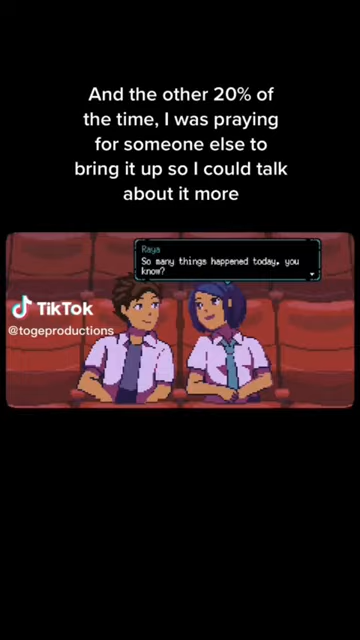 And the other 20% of
the time, I was praying
for someone else to
bring it up so I could talk
about it more
Raya
So many things happened today, you
know?
TikTok
@togeproductions